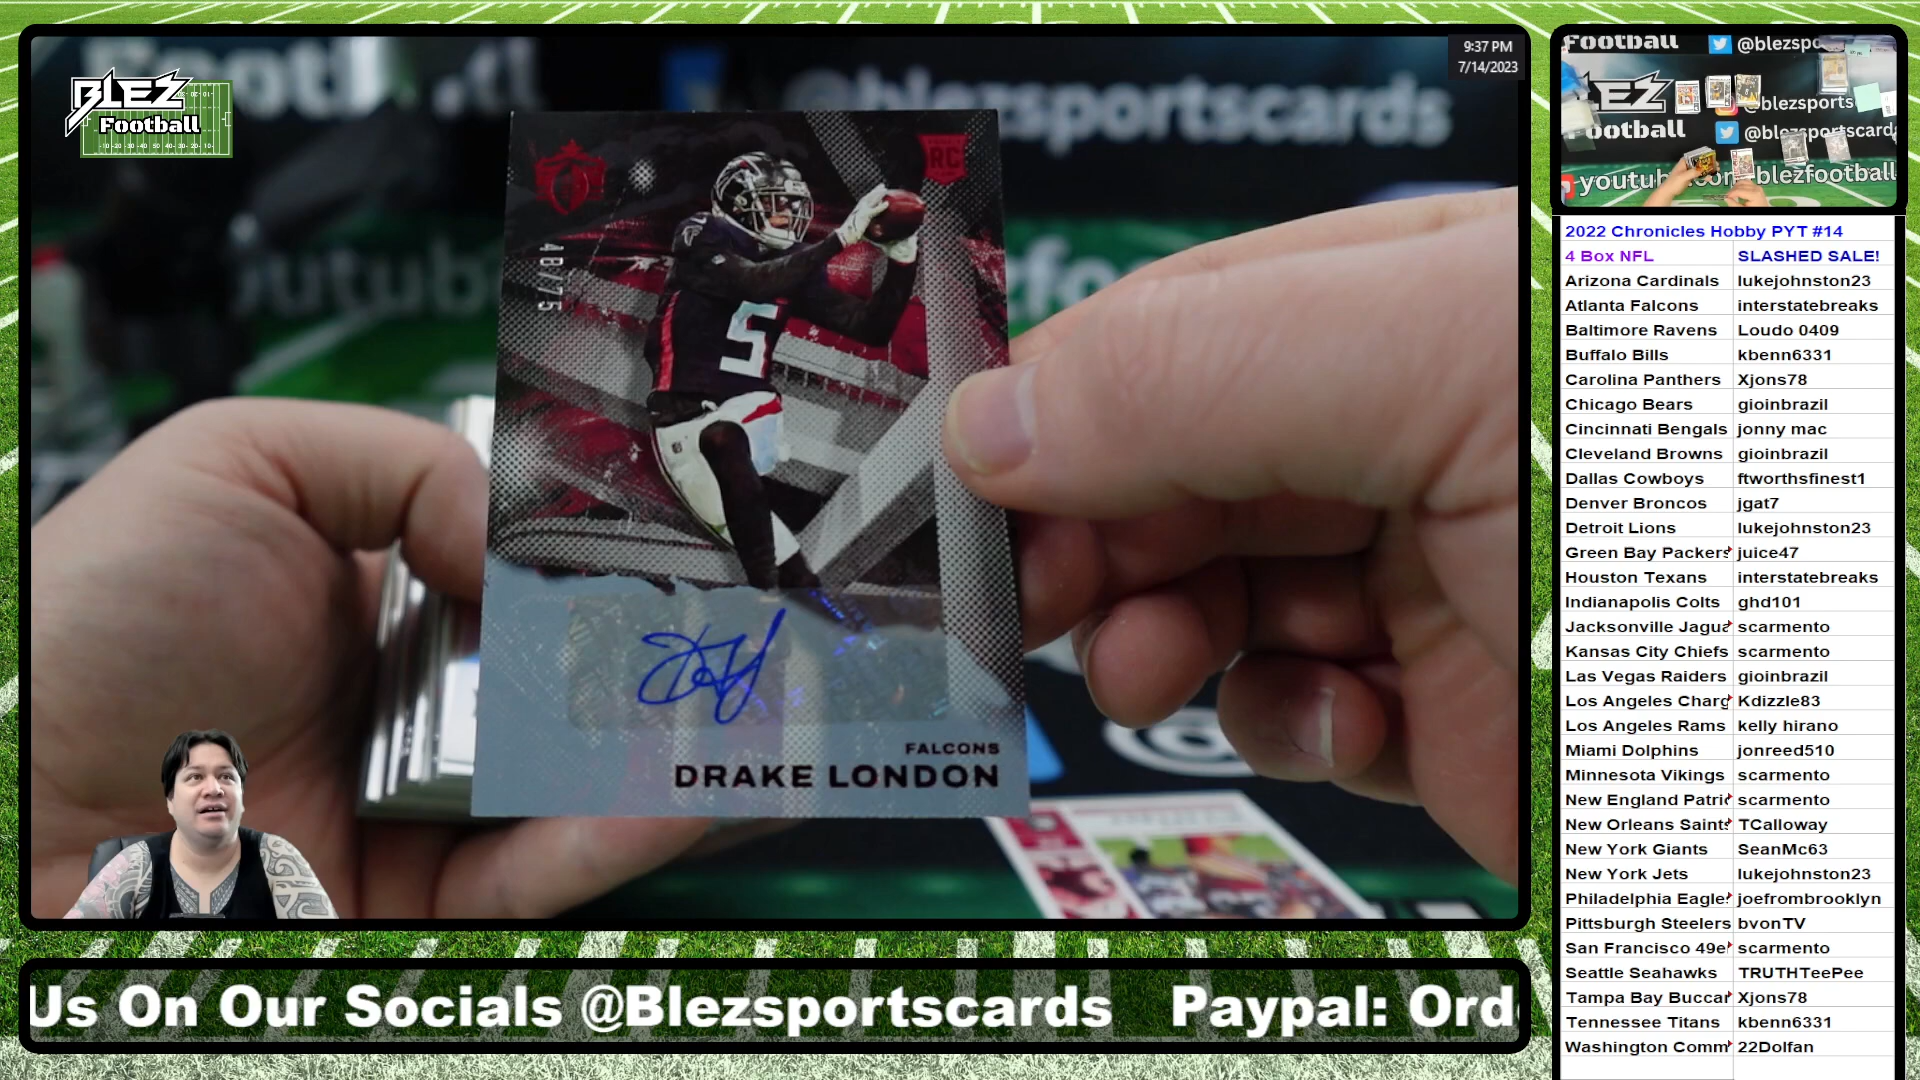 9:37 PM
7/14/2023
BLEZ
Football
@blezsportscards
RC
48/75
5
FALCONS
DRAKE LONDON
Us On Our Socials @Blezsportscards Paypal: Ord
Football @blezspo
@blezsports
Football @blezsportscard
blezfootball
2022 Chronicles Hobby PYT #14
4 Box NFL SLASHED SALE!
Arizona Cardinals lukejohnston23
Atlanta Falcons interstatebreaks
Baltimore Ravens Loudo 0409
Buffalo Bills kbenn6331
Carolina Panthers Xjons78
Chicago Bears gioinbrazil
Cincinnati Bengals jonny mac
Cleveland Browns gioinbrazil
Dallas Cowboys ftworthsfinest1
Denver Broncos jgat7
Detroit Lions lukejohnston23
Green Bay Packers juice47
Houston Texans interstatebreaks
Indianapolis Colts ghd101
Jacksonville Jagua scarmento
Kansas City Chiefs scarmento
Las Vegas Raiders gioinbrazil
Los Angeles Charg Kdizzle83
Los Angeles Rams kelly hirano
Miami Dolphins jonreed510
Minnesota Vikings scarmento
New England Patri scarmento
New Orleans Saints TCalloway
New York Giants SeanMc63
New York Jets lukejohnston23
Philadelphia Eagle joefrombrooklyn
Pittsburgh Steelers bvonTV
San Francisco 49e scarmento
Seattle Seahawks TRUTHTeePee
Tampa Bay Buccar Xjons78
Tennessee Titans kbenn6331
Washington Comm 22Dolfan